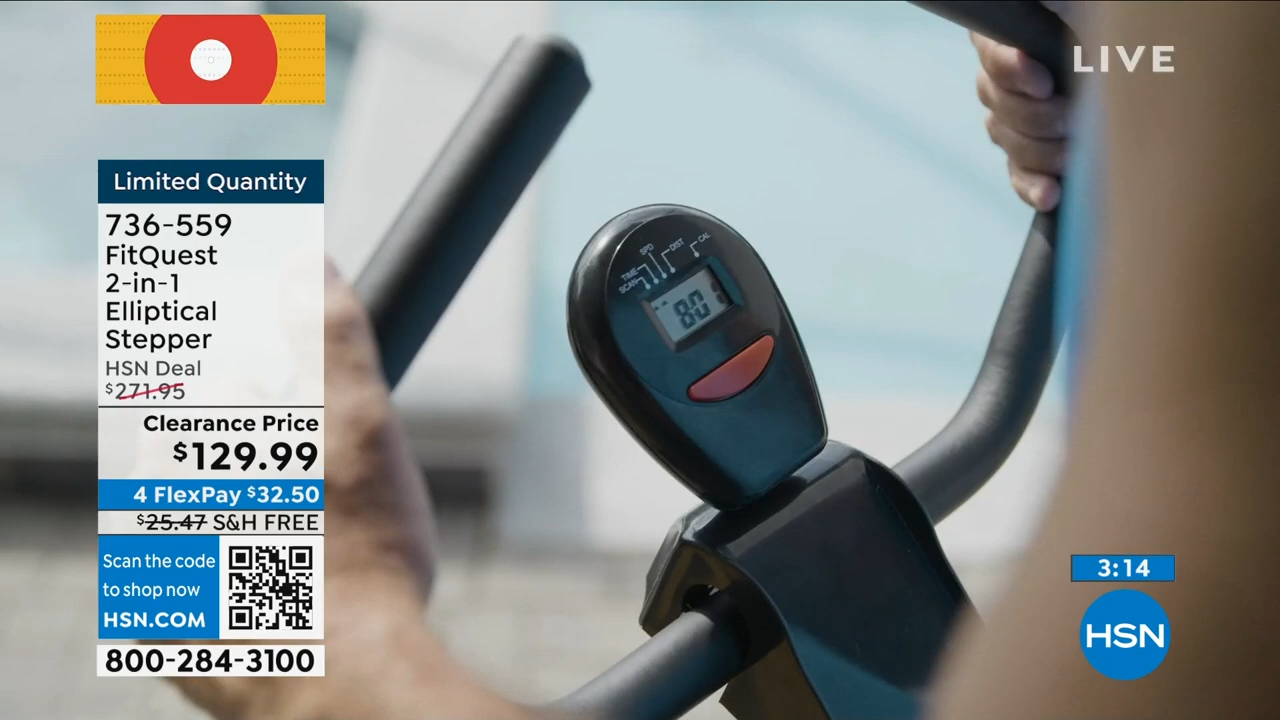 LIVE
Limited Quantity
736-559
FitQuest
2-in-1
Elliptical
Stepper
HSN Deal
$271.95
Clearance Price
$129.99
4 FlexPay $32.50
$25.47 S&H FREE
Scan the code
to shop now
HSN.COM
800-284-3100
SCAN
TIME
SPD
DIST
CAL
80
3:14
HSN